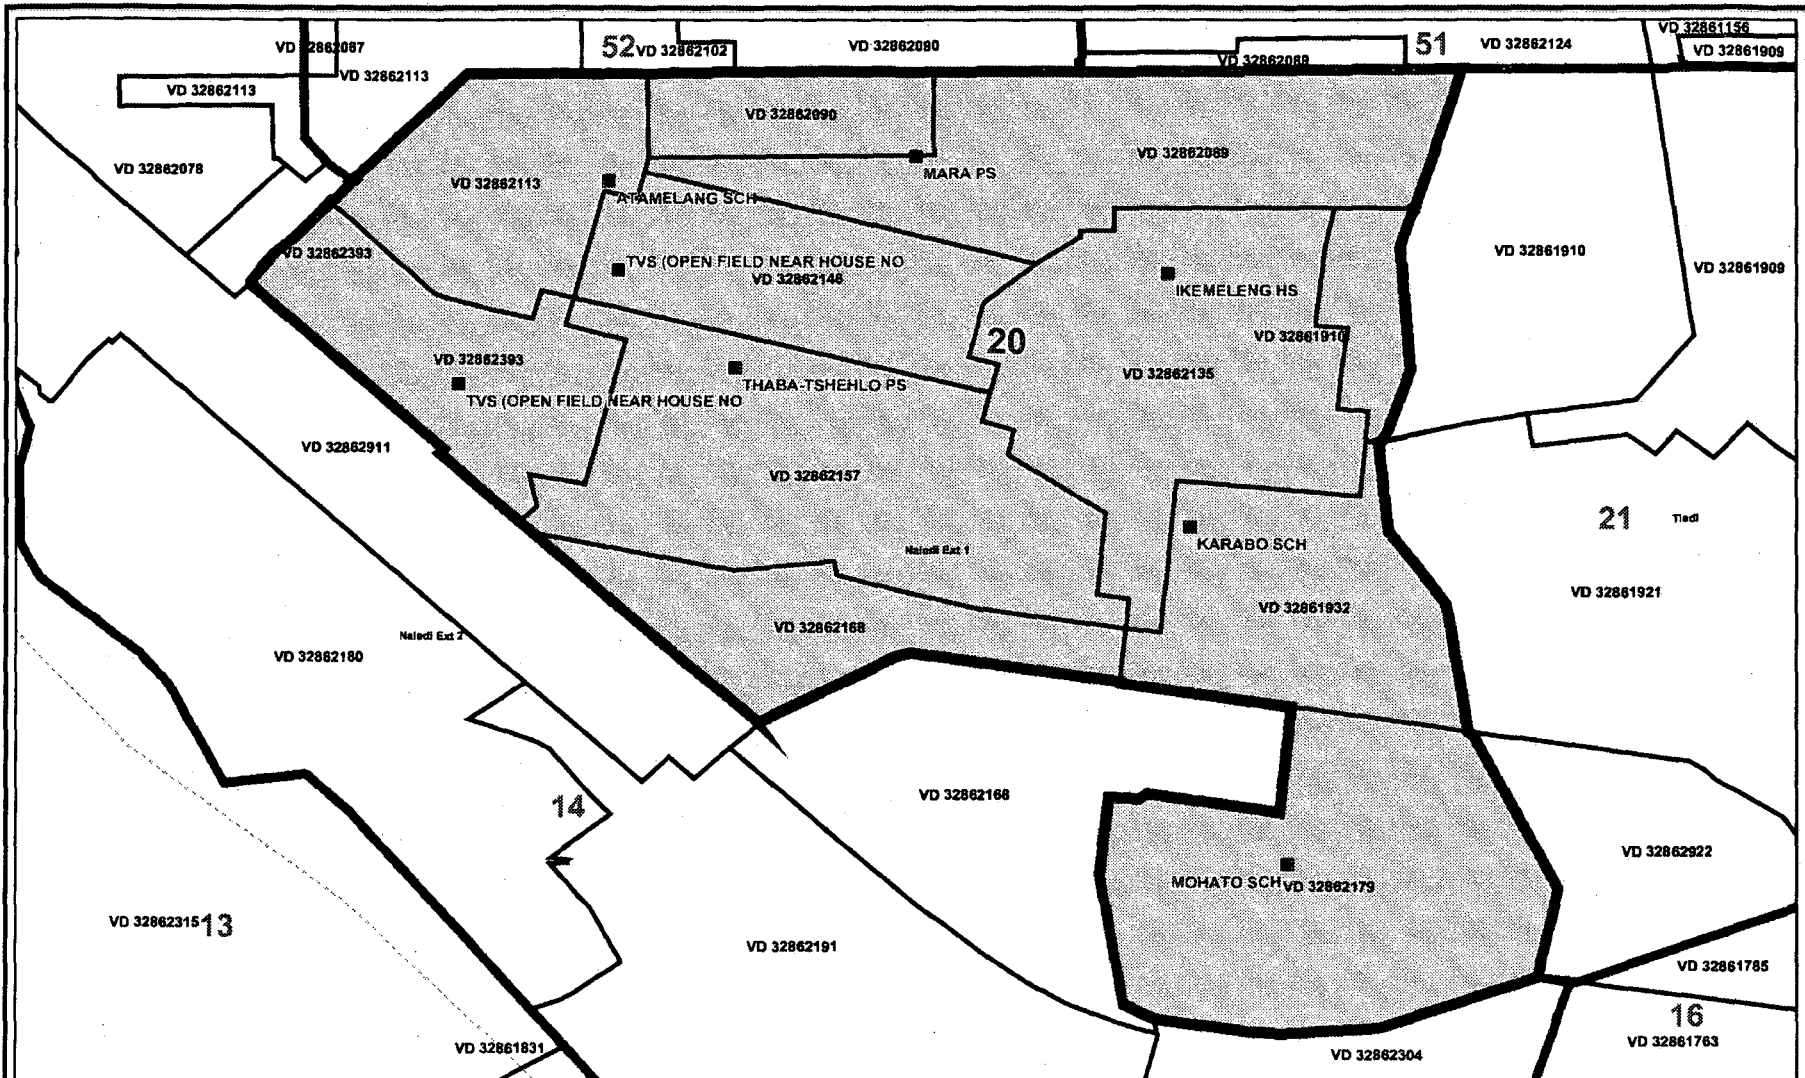 VD 32861156
VD 32862087
52
VD 32862102
VD 32862080
51
VD 32862124
VD 32861909
VD 32862089
VD 32862113
VD 32862113
VD 32862090
VD 32862089
VD 32862078
VD 32862113
MARA PS
ATAMELANG SCH
VD 32862393
TVS (OPEN FIELD NEAR HOUSE NO
VD 32862146
IKEMELENG HS
VD 32861910
VD 32861909
20
VD 32861910
VD 32862393
VD 32862135
THABA-TSHEHLO PS
TVS (OPEN FIELD NEAR HOUSE NO
VD 32862911
VD 32862157
21
Tladi
KARABO SCH
Naledi Ext 1
VD 32861921
VD 32861932
VD 32862168
Naledi Ext 2
VD 32862180
14
VD 32862168
VD 32862922
MOHATO SCH
VD 32862179
VD 32862315
13
VD 32862191
VD 32861785
16
VD 32861763
VD 32861831
VD 32862304